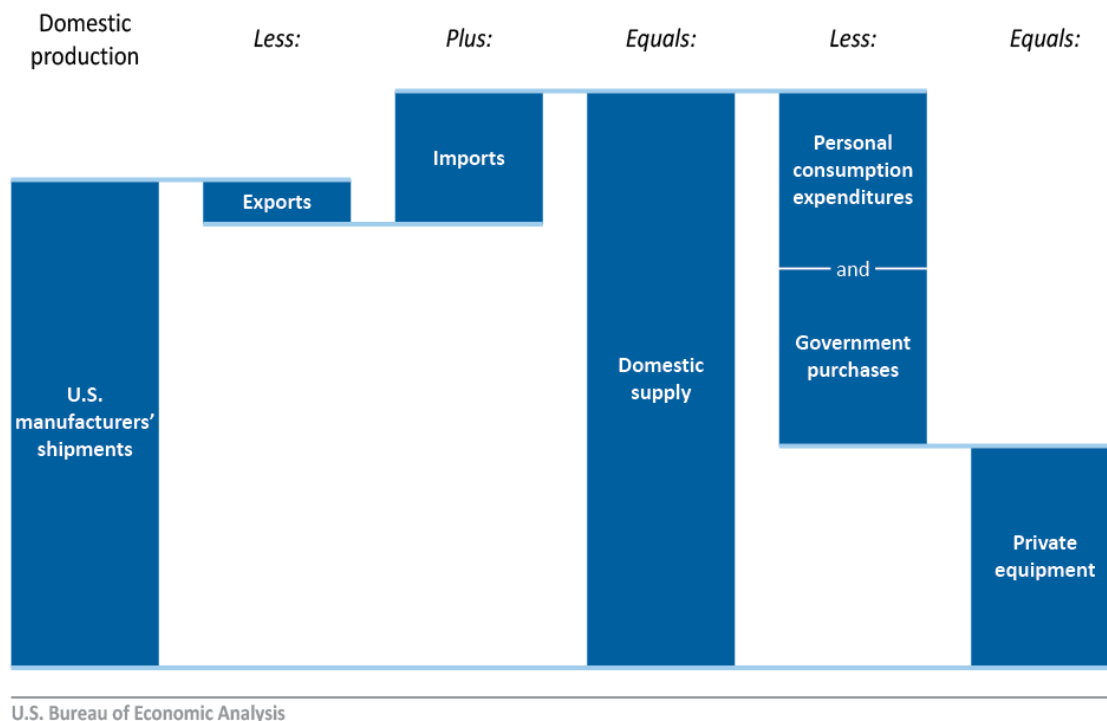 Domestic
production
Less:
Plus:
Equals:
Less:
Equals:
Imports
Exports
Personal
consumption
expenditures
and
Government
purchases
U.S.
manufacturers’
shipments
Domestic
supply
Private
equipment
U.S. Bureau of Economic Analysis